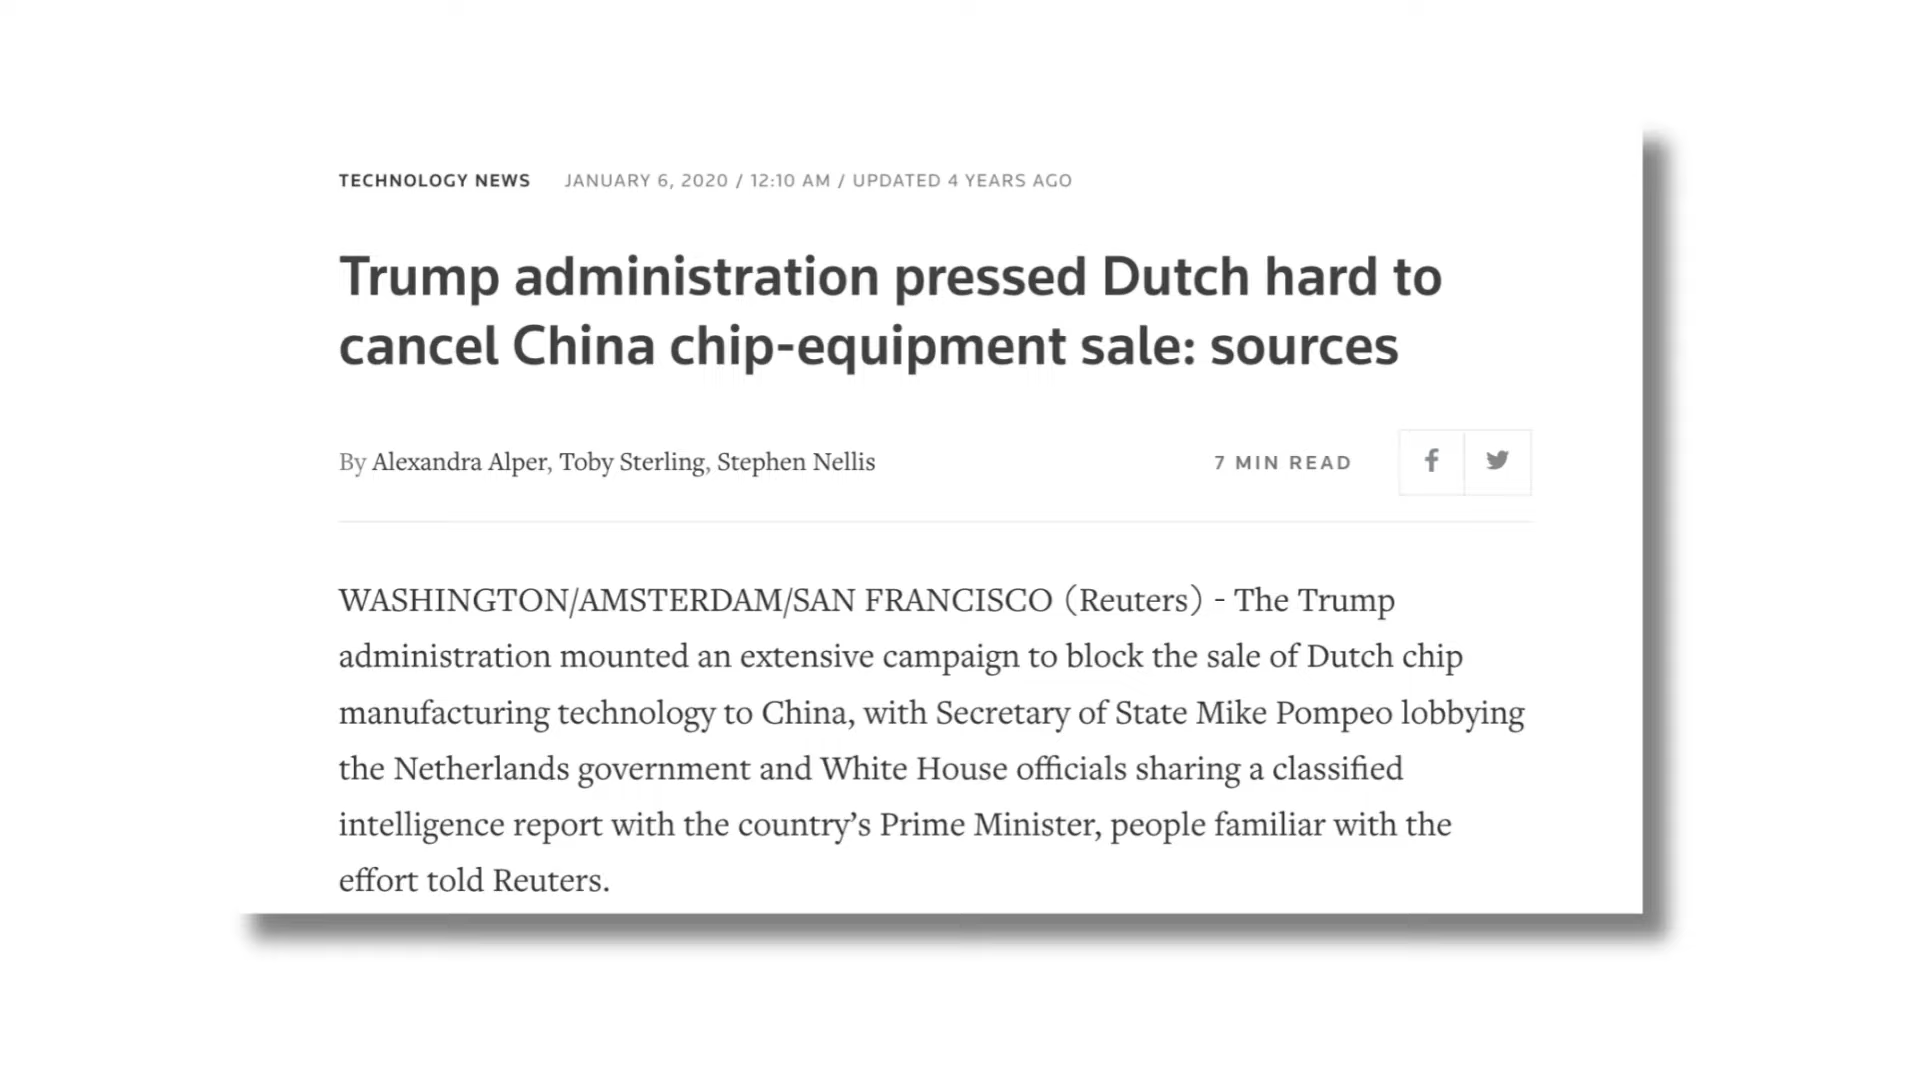 TECHNOLOGY NEWS JANUARY 6, 2020 / 12:10 AM / UPDATED 4 YEARS AGO
Trump administration pressed Dutch hard to
cancel China chip-equipment sale: sources
By Alexandra Alper, Toby Sterling, Stephen Nellis 7 MIN READ
WASHINGTON/AMSTERDAM/SAN FRANCISCO (Reuters) - The Trump
administration mounted an extensive campaign to block the sale of Dutch chip
manufacturing technology to China, with Secretary of State Mike Pompeo lobbying
the Netherlands government and White House officials sharing a classified
intelligence report with the country’s Prime Minister, people familiar with the
effort told Reuters.